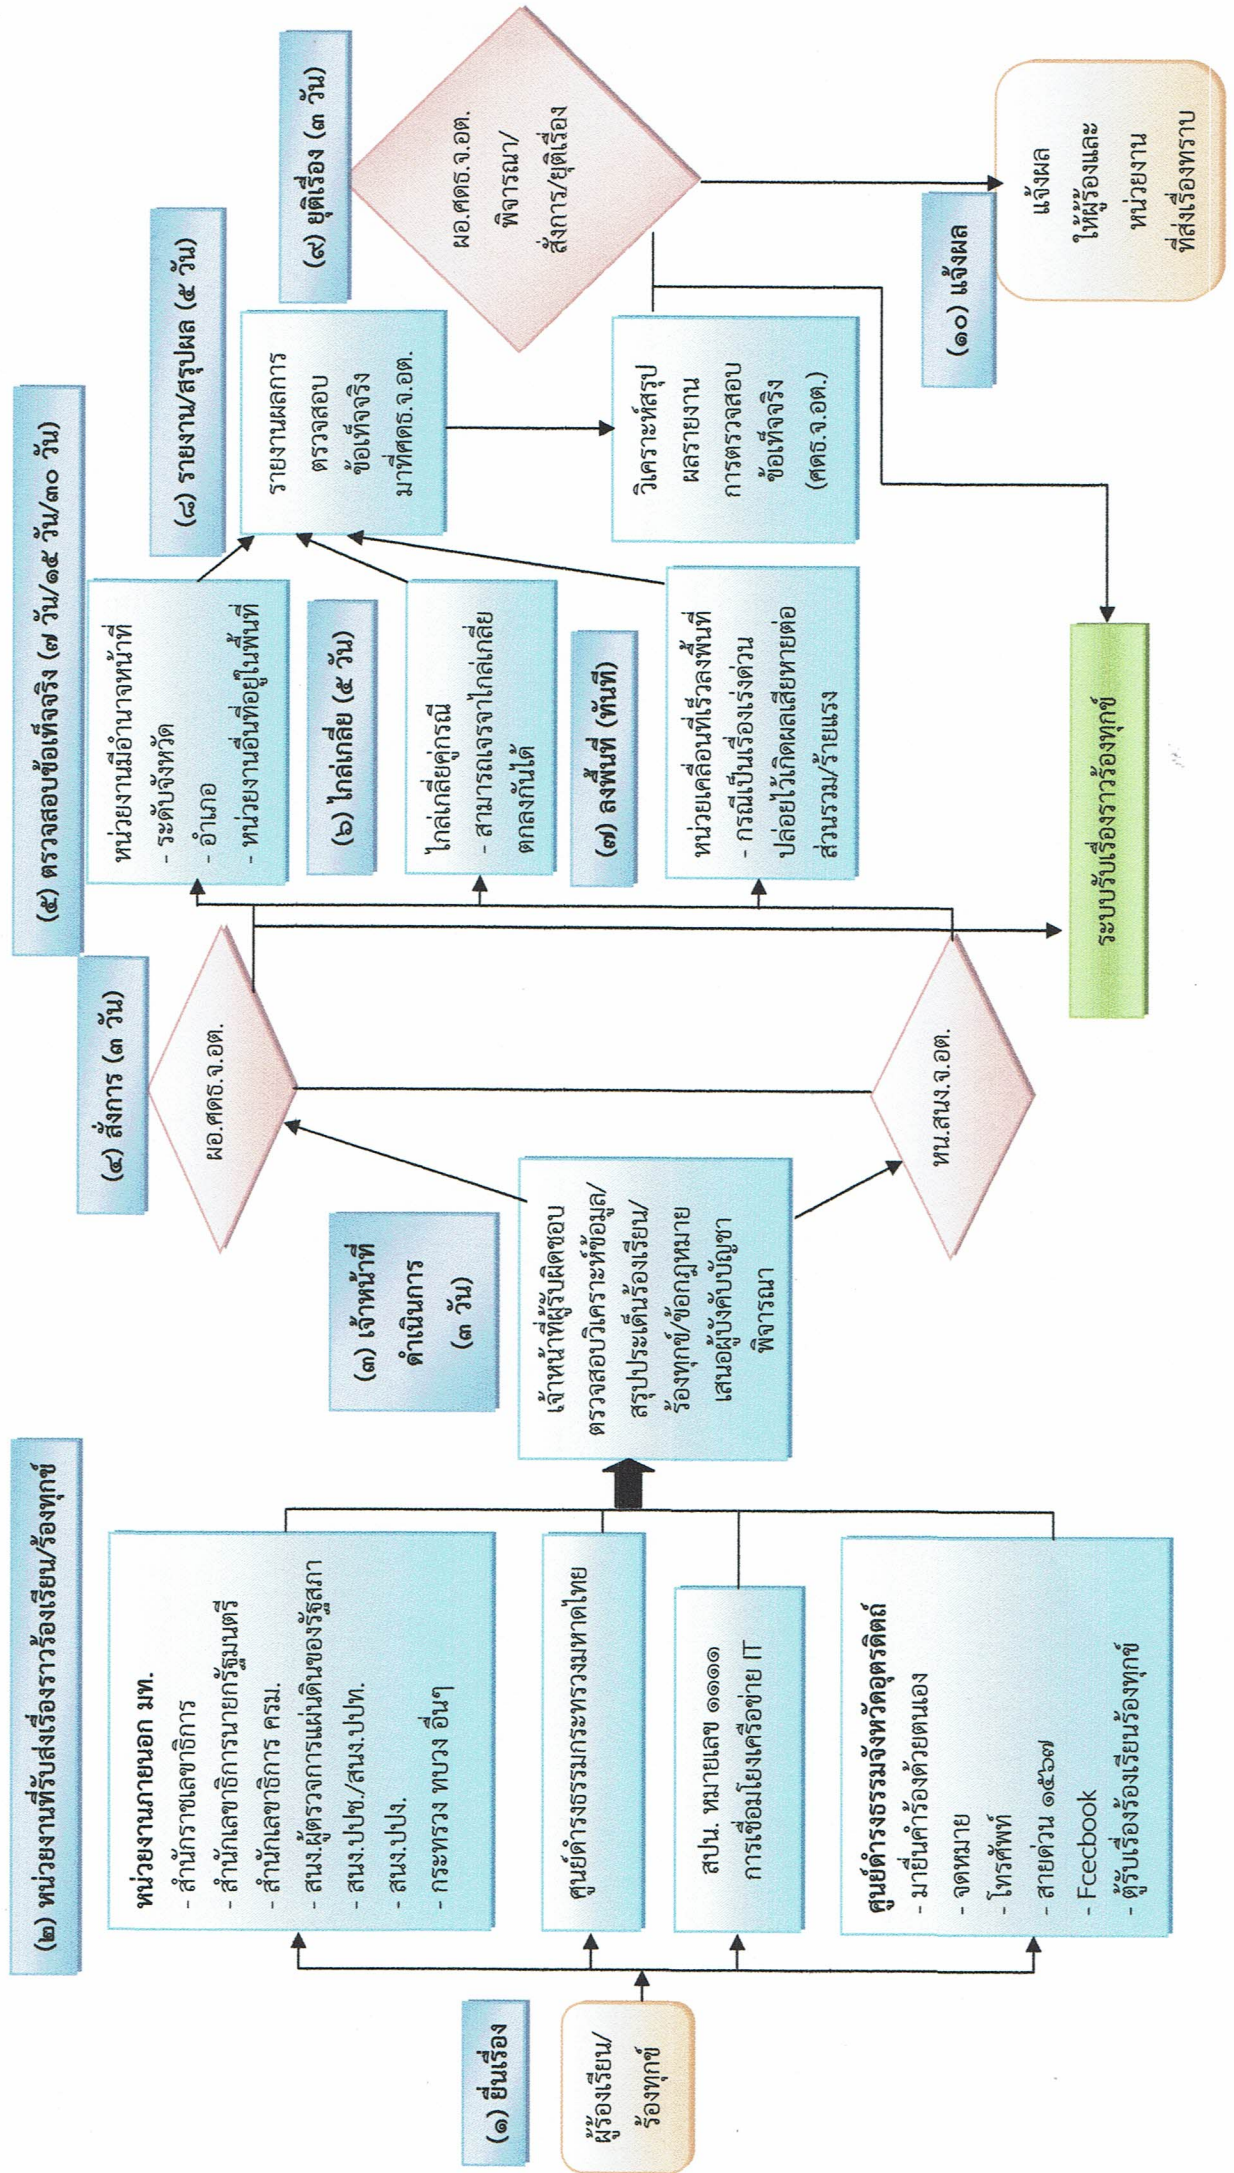 (๑) ยื่นเรื่อง
ผู้ร้องเรียน/
ร้องทุกข์
(๒) หน่วยงานที่รับส่งเรื่องราวร้องเรียน/ร้องทุกข์
หน่วยงานภายนอก มท.
- สำนักราชเลขาธิการ
- สำนักเลขาธิการนายกรัฐมนตรี
- สำนักเลขาธิการ ครม.
- สนง.ผู้ตรวจการแผ่นดินของรัฐสภา
- สนง.ปปช./สนง.ปปท.
- สนง.ปปง.
- กระทรวง ทบวง อื่นๆ
ศูนย์ดำรงธรรมกระทรวงมหาดไทย
สปน. หมายเลข ๑๑๑๑
การเชื่อมโยงเครือข่าย IT
ศูนย์ดำรงธรรมจังหวัดอุตรดิตถ์
- มายื่นคำร้องด้วยตนเอง
- จดหมาย
- โทรศัพท์
- สายด่วน ๑๕๖๗
- Fcecbook
- ตู้รับเรื่องร้องเรียนร้องทุกข์
(๓) เจ้าหน้าที่
ดำเนินการ
(๓ วัน)
เจ้าหน้าที่ผู้รับผิดชอบ
ตรวจสอบวิเคราะห์ข้อมูล/
สรุปประเด็นร้องเรียน/
ร้องทุกข์/ข้อกฎหมาย
เสนอผู้บังคับบัญชา
พิจารณา
(๔) สั่งการ (๓ วัน)
ผอ.ศดธ.จ.อต.
หน.สนง.จ.อต.
(๕) ตรวจสอบข้อเท็จจริง (๗ วัน/๑๕ วัน/๓๐ วัน)
หน่วยงานมีอำนาจหน้าที่
- ระดับจังหวัด
- อำเภอ
- หน่วยงานอื่นที่อยู่ในพื้นที่
(๖) ไกล่เกลี่ย (๕ วัน)
ไกล่เกลี่ยคู่กรณี
- สามารถเจรจาไกล่เกลี่ย
ตกลงกันได้
(๗) ลงพื้นที่ (ทันที)
หน่วยเคลื่อนที่เร็วลงพื้นที่
- กรณีเป็นเรื่องเร่งด่วน
ปล่อยไว้เกิดผลเสียหายต่อ
ส่วนรวม/ร้ายแรง
ระบบรับเรื่องราวร้องทุกข์
(๘) รายงาน/สรุปผล (๕ วัน)
รายงานผลการ
ตรวจสอบ
ข้อเท็จจริง
มาที่ศดธ.จ.อต.
วิเคราะห์สรุป
ผลรายงาน
การตรวจสอบ
ข้อเท็จจริง
(ศดธ.จ.อต.)
(๙) ยุติเรื่อง (๓ วัน)
ผอ.ศดธ.จ.อต.
พิจารณา/
สั่งการ/ยุติเรื่อง
(๑๐) แจ้งผล
แจ้งผล
ให้ผู้ร้องและ
หน่วยงาน
ที่ส่งเรื่องทราบ